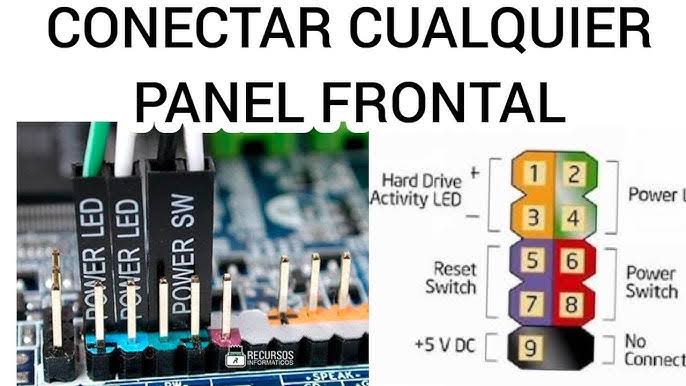 CONECTAR CUALQUIER
PANEL FRONTAL
POWER LED
POWER LED
POWER SW
SPEAK
RECURSOS
INFORMATICOS
Hard Drive
Activity LED
+
−
1
2
3
4
Power
Reset
Switch
5
6
7
8
Power
Switch
+5 V DC
9
No
Connect